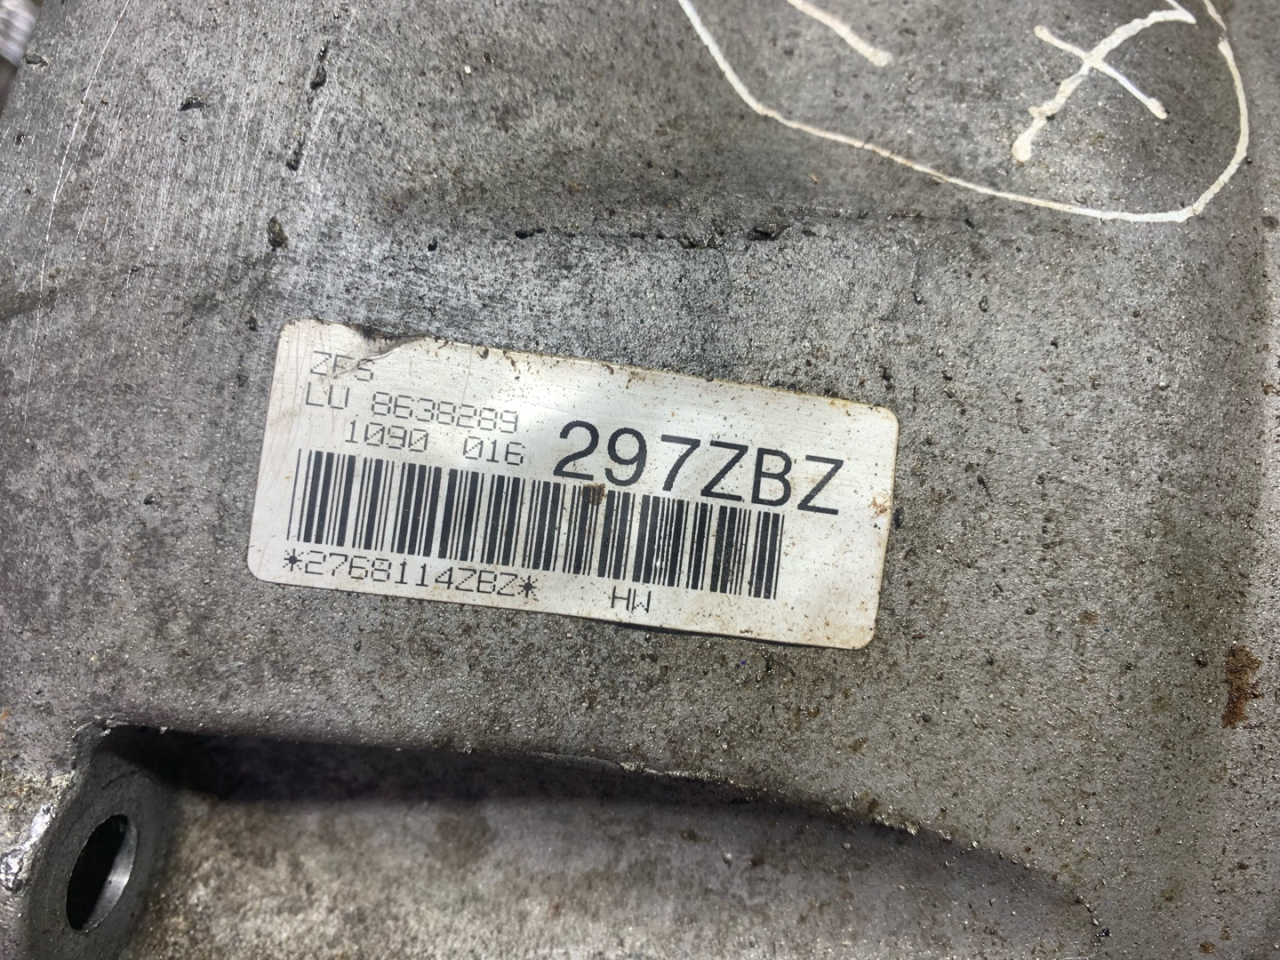 ZFs
LU 8638289
1090 016 297ZBZ
*2768114ZBZ* HW